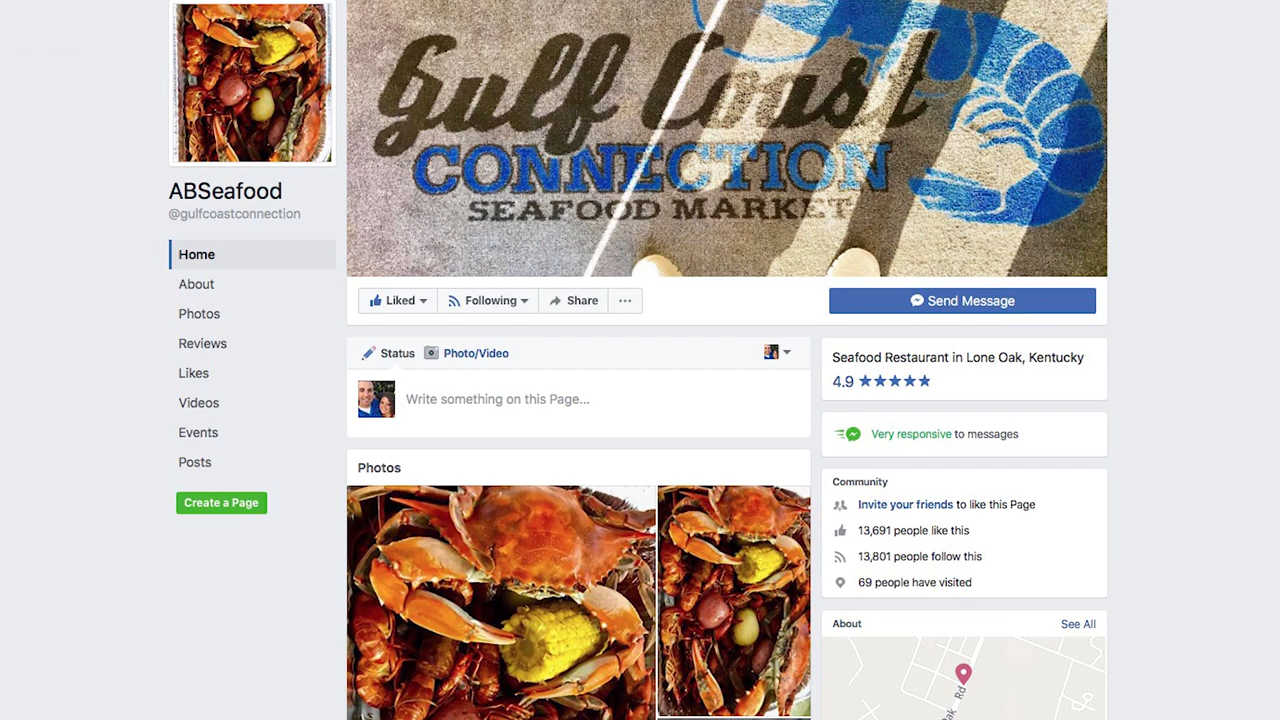 Gulf Coast
CONNECTION
SEAFOOD MARKET
ABSeafood
@gulfcoastconnection
Home
About
Photos
Reviews
Likes
Videos
Events
Posts
Create a Page
Liked
Following
Share
Send Message
Status
Photo/Video
Write something on this Page...
Photos
Seafood Restaurant in Lone Oak, Kentucky
4.9
Very responsive to messages
Community
Invite your friends to like this Page
13,691 people like this
13,801 people follow this
69 people have visited
About
See All
Oak Rd